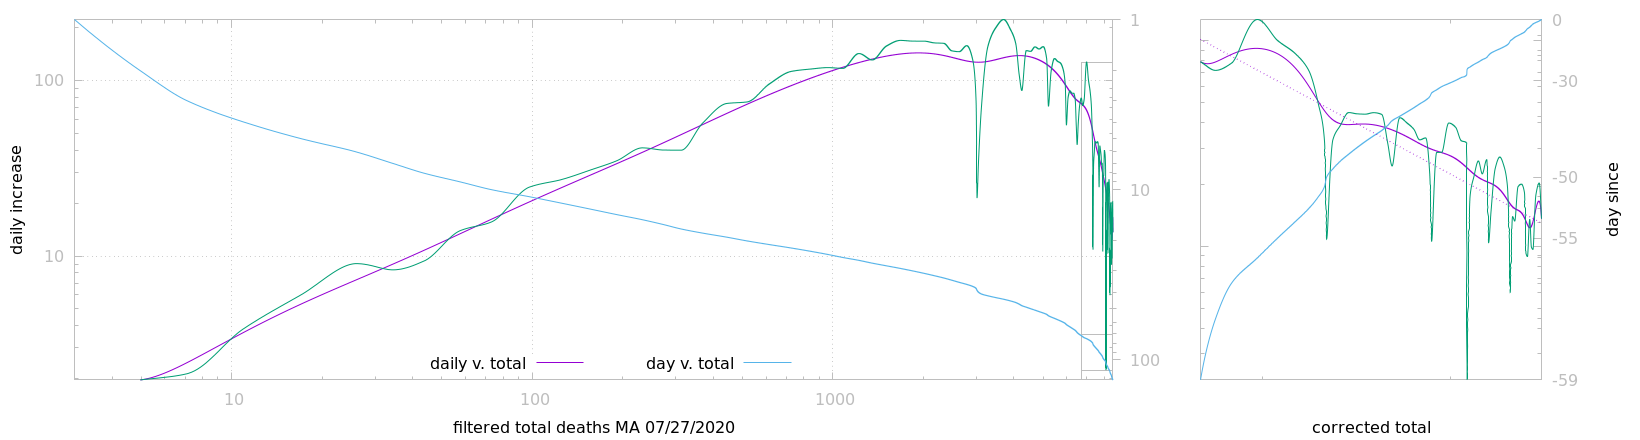 daily increase
100
10
10
100
1000
filtered total deaths MA 07/27/2020
daily v. total
day v. total
1
10
100
0
-30
-50
-55
-59
day since
corrected total